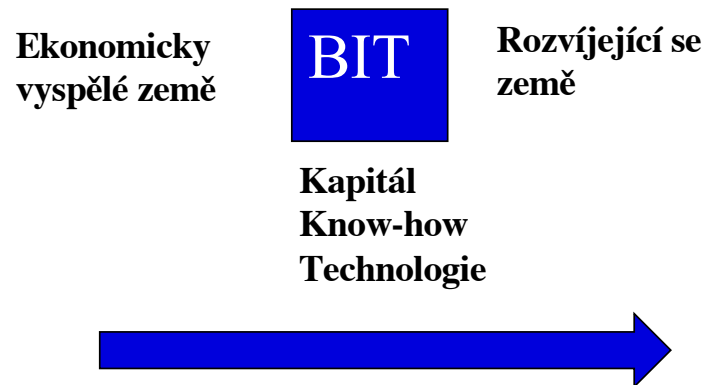 Ekonomicky
vyspělé země
BIT
Rozvíjející se
země
Kapitál
Know-how
Technologie